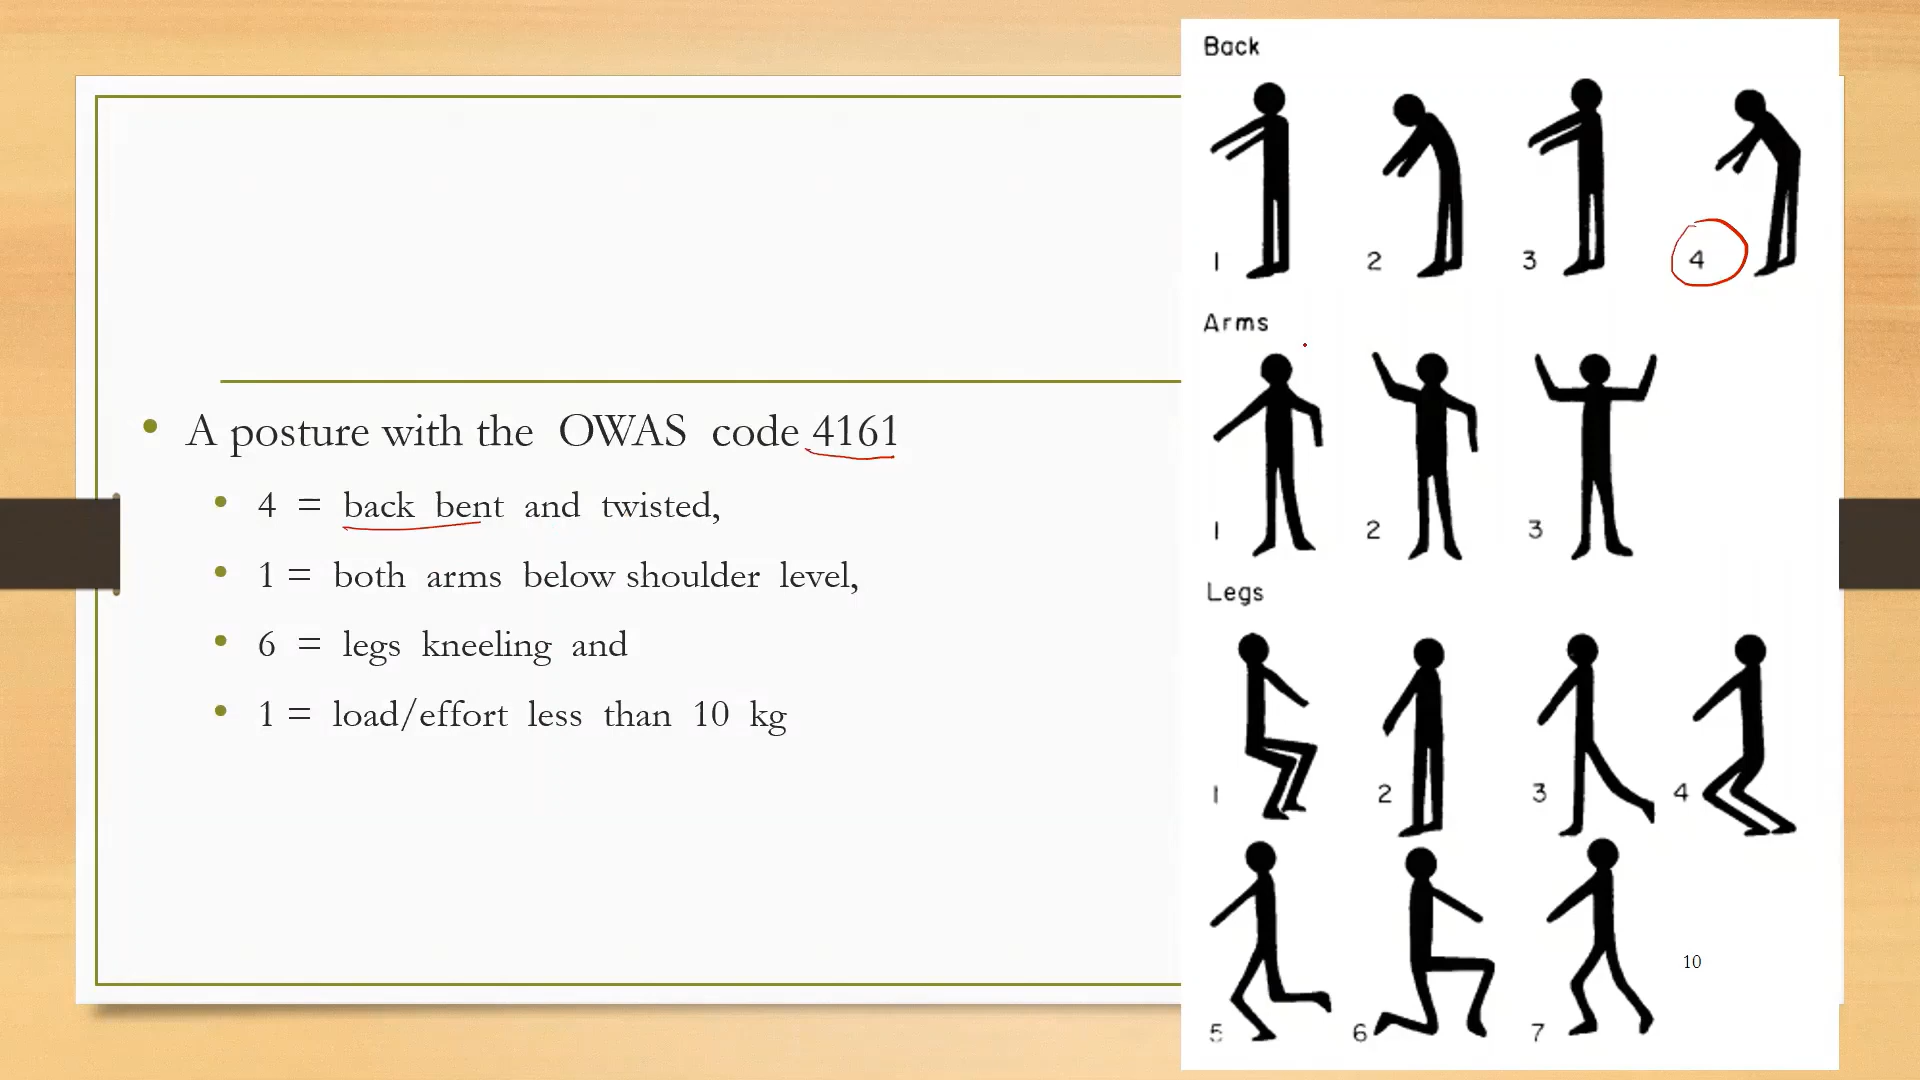 A posture with the OWAS code 4161
4 = back bent and twisted,
1 = both arms below shoulder level,
6 = legs kneeling and
1 = load/effort less than 10 kg
Back
1 2 3 4
Arms
1 2 3
Legs
1 2 3 4
5 6 7
10